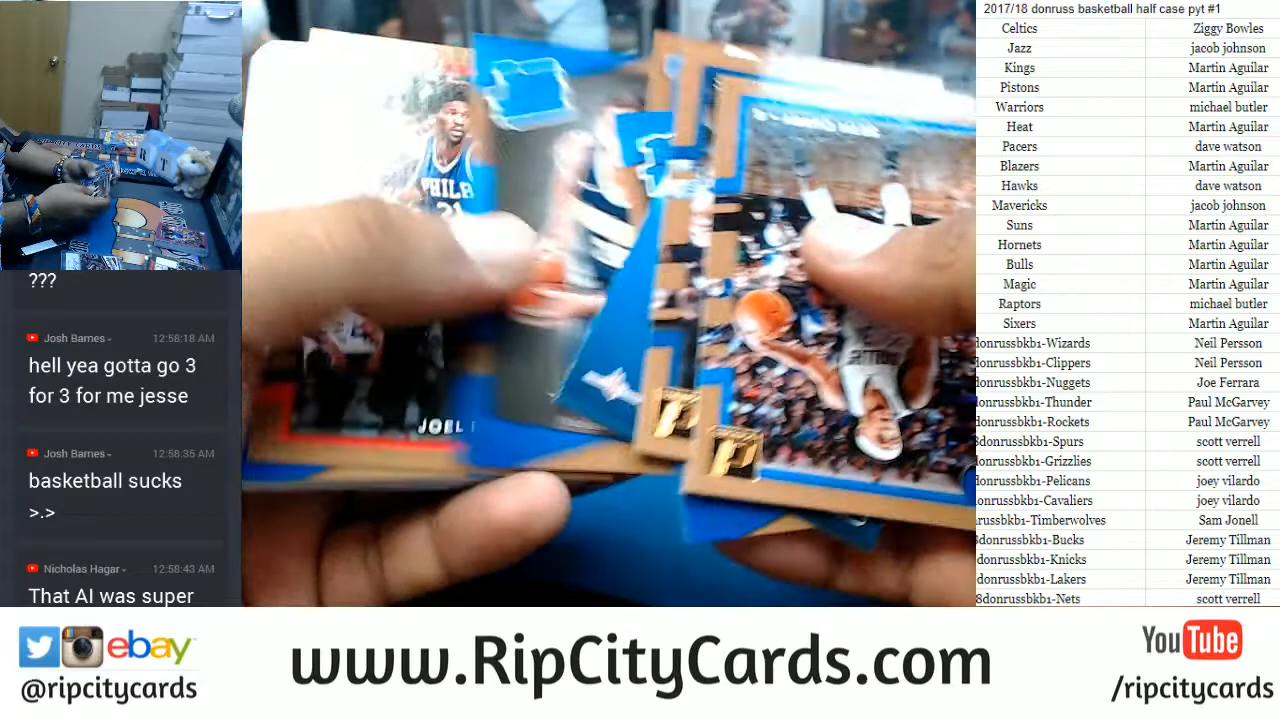 2017/18 donruss basketball half case pyt #1
Celtics Ziggy Bowles
Jazz jacob johnson
Kings Martin Aguilar
Pistons Martin Aguilar
Warriors michael butler
Heat Martin Aguilar
Pacers dave watson
Blazers Martin Aguilar
Hawks dave watson
Mavericks jacob johnson
Suns Martin Aguilar
Hornets Martin Aguilar
Bulls Martin Aguilar
Magic Martin Aguilar
Raptors michael butler
Sixers Martin Aguilar
donrussbkb1-Wizards Neil Persson
donrussbkb1-Clippers Neil Persson
donrussbkb1-Nuggets Joe Ferrara
donrussbkb1-Thunder Paul McGarvey
donrussbkb1-Rockets Paul McGarvey
8donrussbkb1-Spurs scott verrell
donrussbkb1-Grizzlies scott verrell
donrussbkb1-Pelicans joey vilardo
onrussbkb1-Cavaliers joey vilardo
russbkb1-Timberwolves Sam Jonell
8donrussbkb1-Bucks Jeremy Tillman
donrussbkb1-Knicks Jeremy Tillman
donrussbkb1-Lakers Jeremy Tillman
8donrussbkb1-Nets scott verrell
???
Josh Barnes 12:58:18 AM
hell yea gotta go 3
for 3 for me jesse
Josh Barnes 12:58:35 AM
basketball sucks
>.>
Nicholas Hagar 12:58:43 AM
That AI was super
PHILA
21
JOEL
P
P
ebay
@ripcitycards
www.RipCityCards.com
YouTube
/ripcitycards